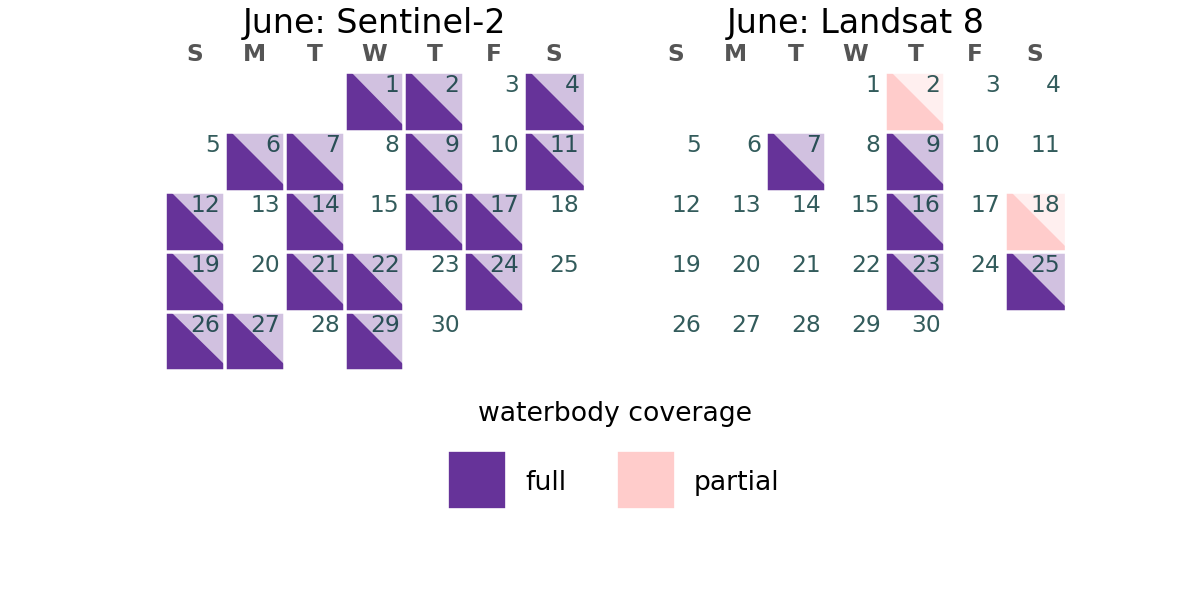 June: Sentinel-2
S M T W T F S
1 2 3 4
5 6 7 8 9 10 11
12 13 14 15 16 17 18
19 20 21 22 23 24 25
26 27 28 29 30
June: Landsat 8
S M T W T F S
1 2 3 4
5 6 7 8 9 10 11
12 13 14 15 16 17 18
19 20 21 22 23 24 25
26 27 28 29 30
waterbody coverage
full
partial